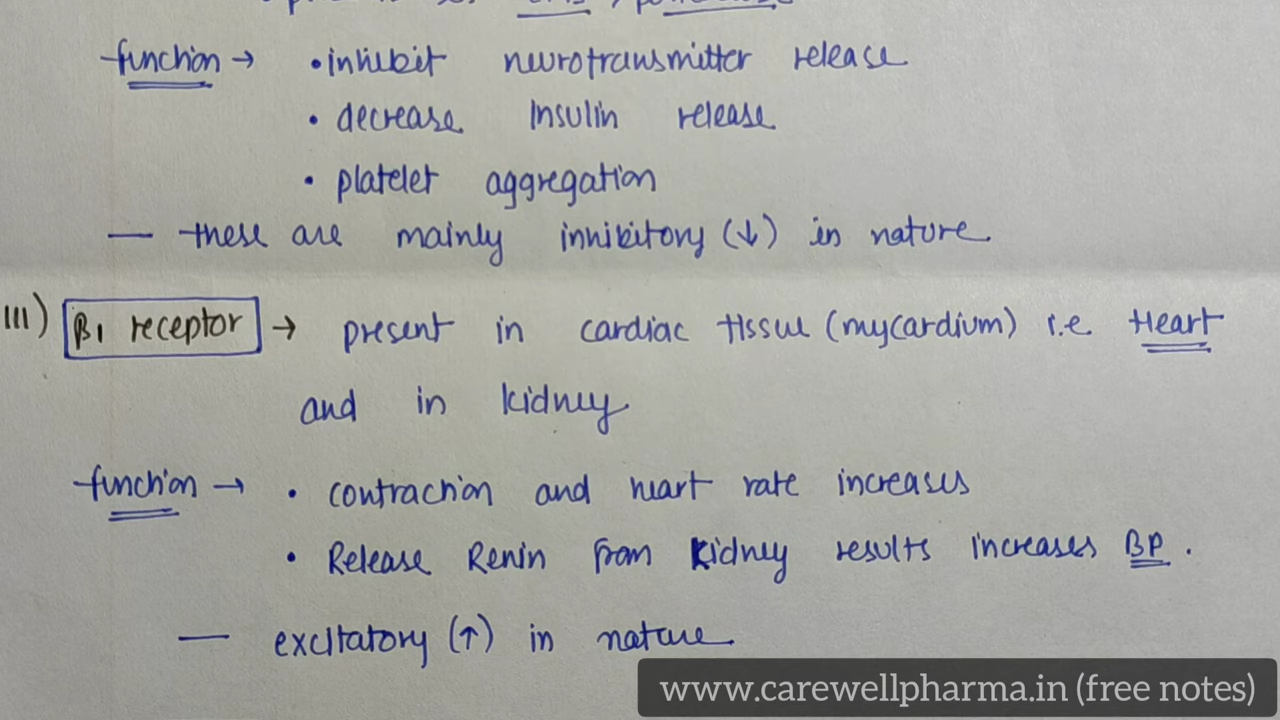 function → • inhibit neurotransmitter release
• decrease Insulin release
• platelet aggregation
— these are mainly inhibitory (↓) in nature
III) β1 receptor → present in cardiac tissue (mycardium) i.e Heart
and in kidney
function → • contraction and heart rate increases
• Release Renin from kidney results increases BP.
— excitatory (↑) in nature
www.carewellpharma.in (free notes)